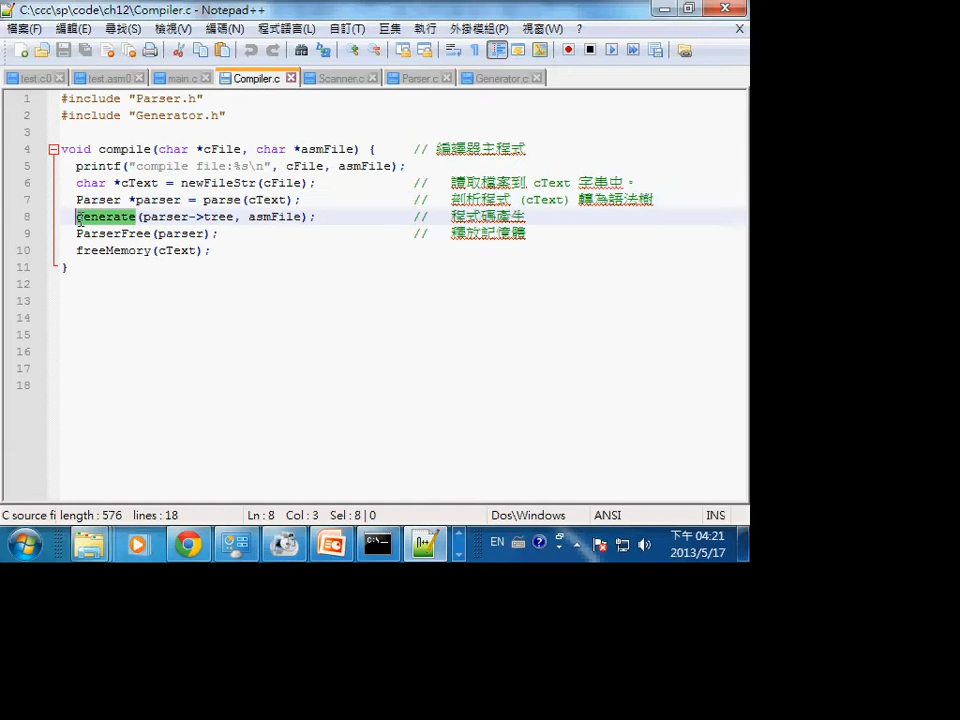 C:\ccc\sp\code\ch12\Compiler.c - Notepad++
檔案(F) 編輯(E) 尋找(S) 檢視(V) 編碼(N) 程式語言(L) 自訂(T) 巨集 執行 外掛模組(P) 視窗(W) ? X
test.c0 test.asm0 main.c Compiler.c Scanner.c Parser.c Generator.c
1 #include "Parser.h"
2 #include "Generator.h"
3
4 void compile(char *cFile, char *asmFile) { // 編譯器主程式
5 printf("compile file:%s\n", cFile, asmFile);
6 char *cText = newFileStr(cFile); // 讀取檔案到 cText 字串中。
7 Parser *parser = parse(cText); // 剖析程式 (cText) 轉為語法樹
8 generate(parser->tree, asmFile); // 程式碼產生
9 ParserFree(parser); // 釋放記憶體
10 freeMemory(cText);
11 }
12
13
14
15
16
17
18
C source fi length : 576 lines : 18 Ln : 8 Col : 3 Sel : 8 | 0 Dos\Windows ANSI INS
EN 下午 04:21
2013/5/17